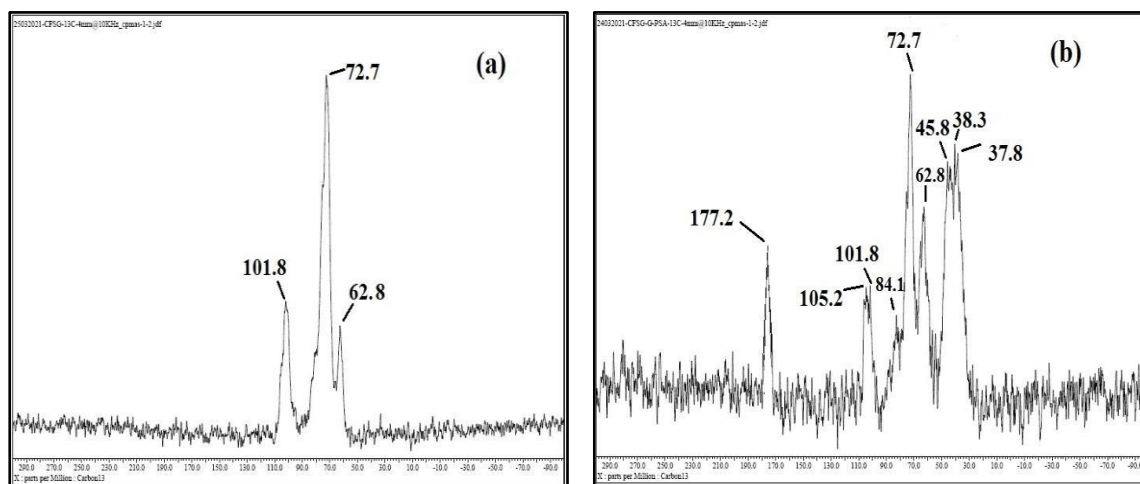 25032021-CFSG-13C-4mm@10KHz_cpmas-1-2.jdf
(a)
72.7
101.8
62.8
290.0 270.0 250.0 230.0 210.0 190.0 170.0 150.0 130.0 110.0 90.0 70.0 50.0 30.0 10.0 -10.0 -30.0 -50.0 -70.0 -90.0
X : parts per Million : Carbon13
24032021-CFSG-G-PSA-13C-4mm@10KHz_cpmas-1-2.jdf
72.7
(b)
45.8 38.3
37.8
62.8
177.2
101.8
105.2 84.1
290.0 270.0 250.0 230.0 210.0 190.0 170.0 150.0 130.0 110.0 90.0 70.0 50.0 30.0 10.0 -10.0 -30.0 -50.0 -70.0 -90.0
X : parts per Million : Carbon13